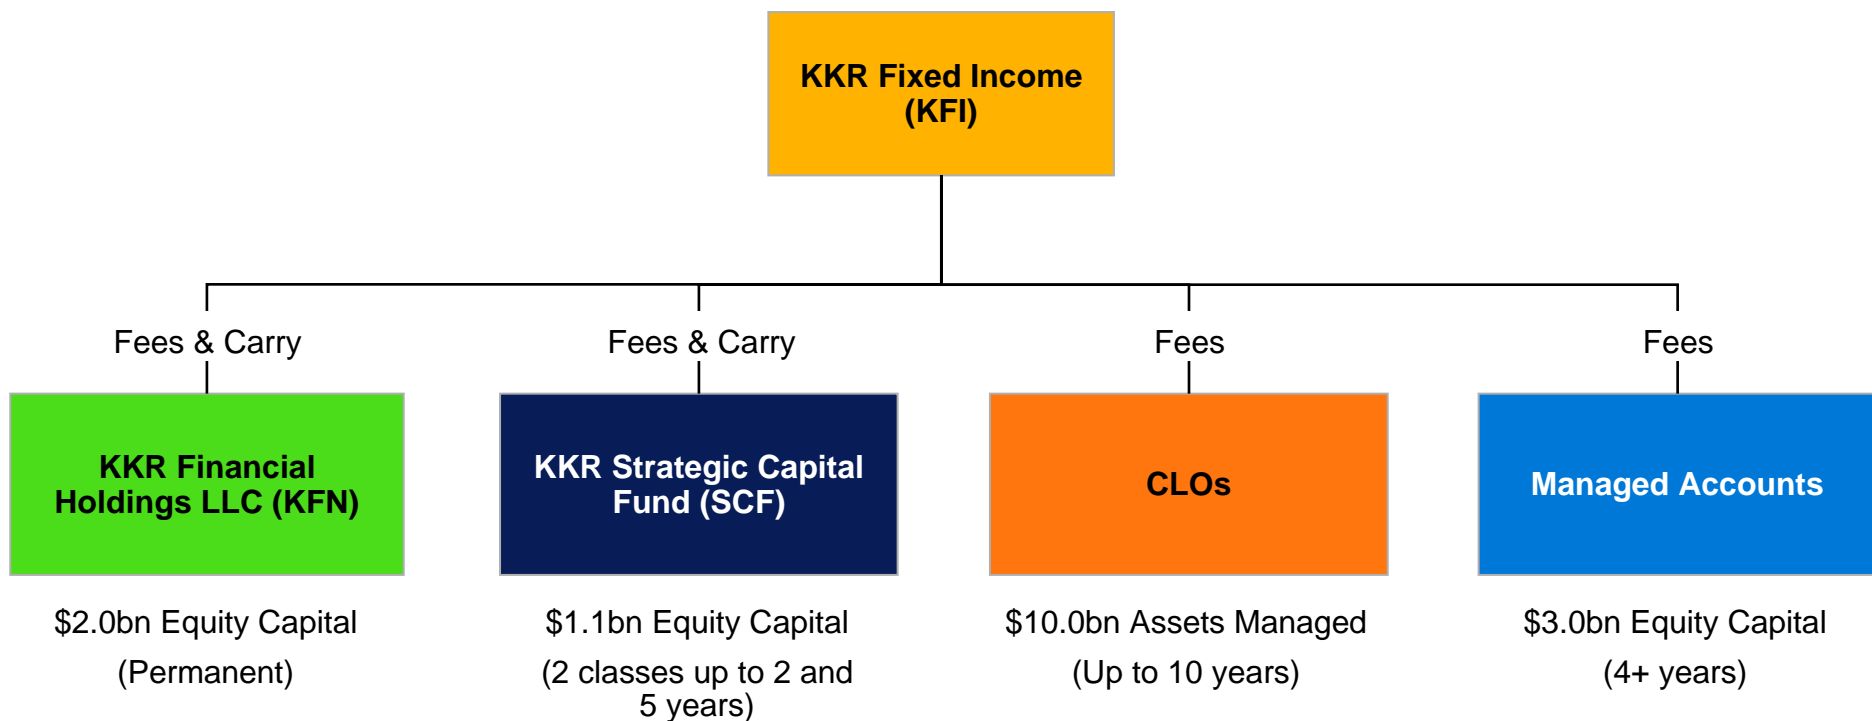 KKR Fixed Income
(KFI)
Fees & Carry
Fees & Carry
Fees
Fees
KKR Financial
Holdings LLC (KFN)
KKR Strategic Capital
Fund (SCF)
CLOs
Managed Accounts
$2.0bn Equity Capital
(Permanent)
$1.1bn Equity Capital
(2 classes up to 2 and
5 years)
$10.0bn Assets Managed
(Up to 10 years)
$3.0bn Equity Capital
(4+ years)